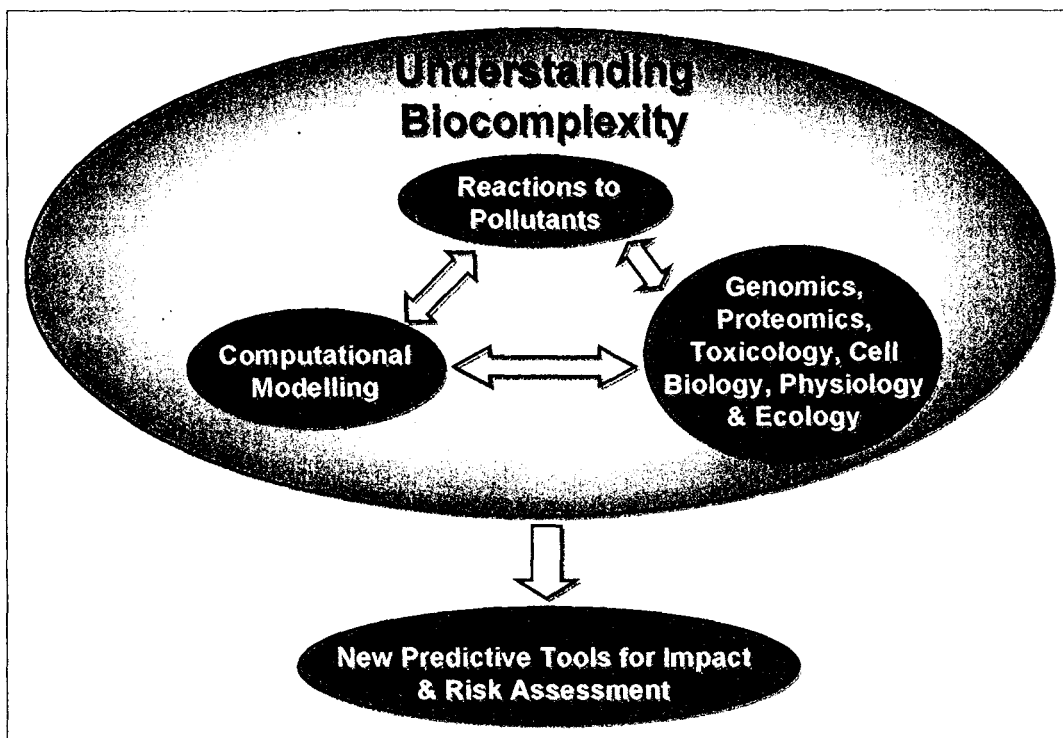 Understanding
Biocomplexity
Reactions to
Pollutants
Genomics,
Proteomics,
Toxicology, Cell
Biology, Physiology
& Ecology
Computational
Modelling
New Predictive Tools for Impact
& Risk Assessment